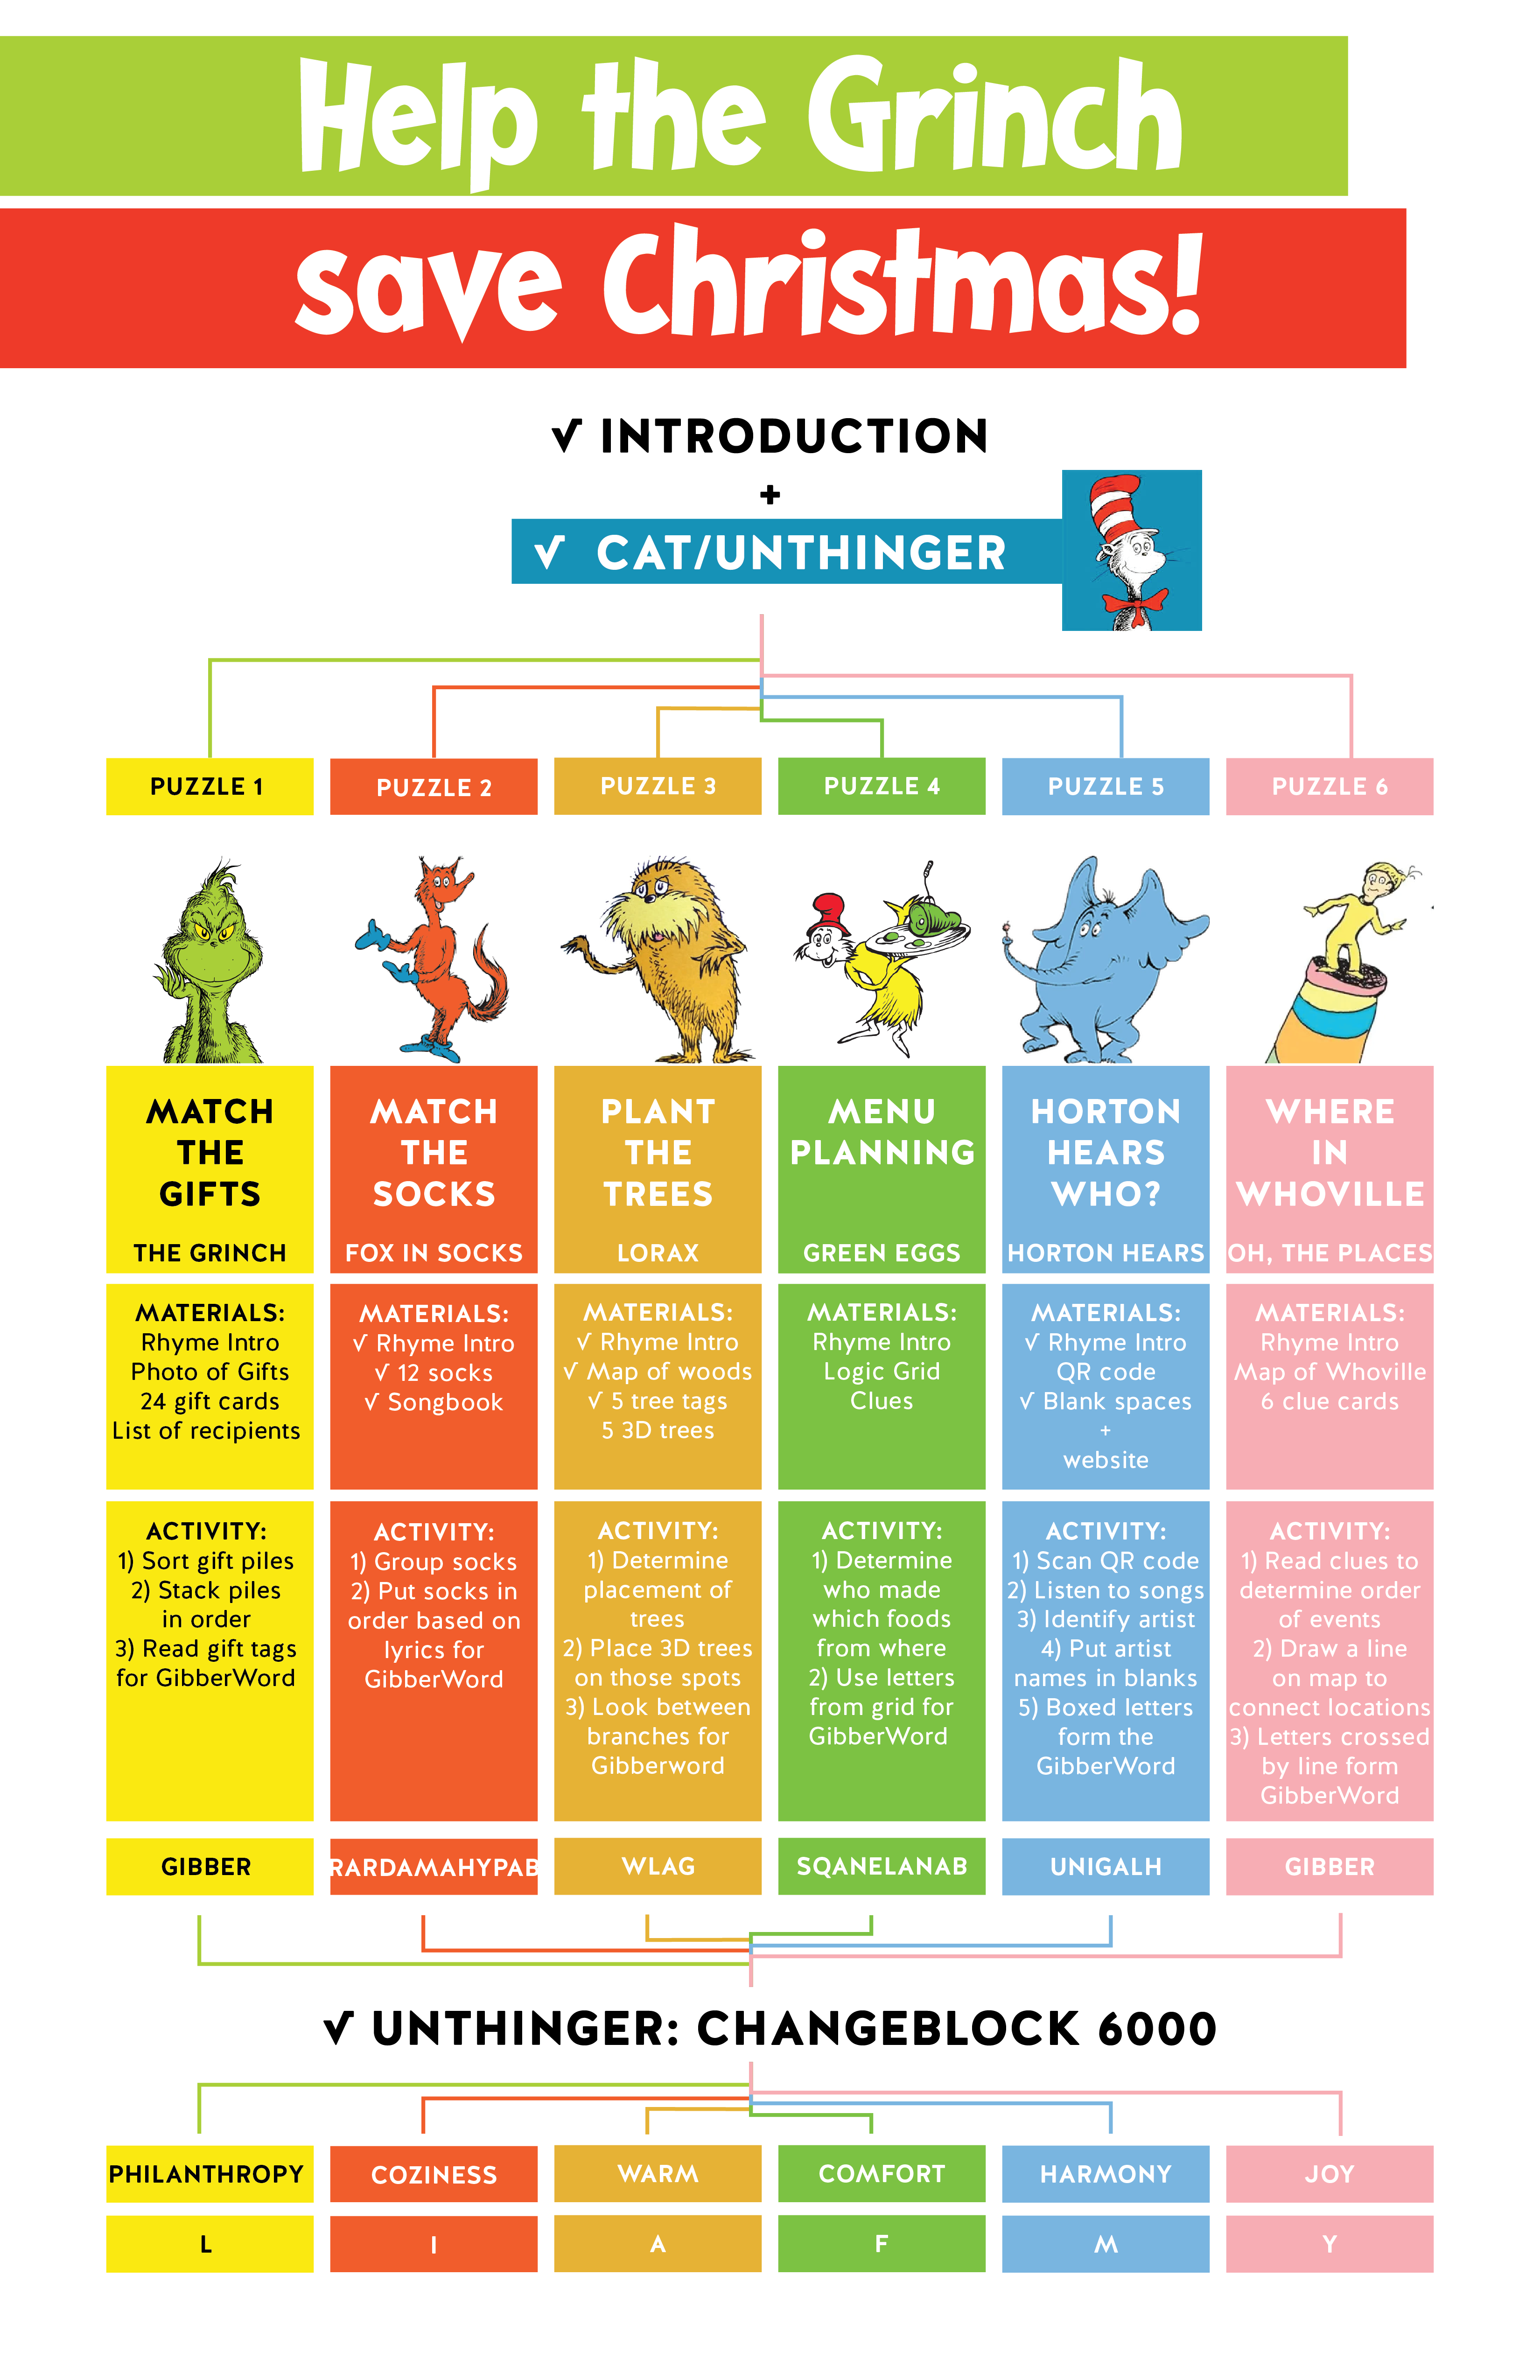 Help the Grinch
save Christmas!
√ INTRODUCTION
+
√ CAT/UNTHINGER
PUZZLE 1
PUZZLE 2
PUZZLE 3
PUZZLE 4
PUZZLE 5
PUZZLE 6
MATCH
THE
GIFTS
THE GRINCH
MATERIALS:
Rhyme Intro
Photo of Gifts
24 gift cards
List of recipients
ACTIVITY:
1) Sort gift piles
2) Stack piles
in order
3) Read gift tags
for GibberWord
GIBBER
MATCH
THE
SOCKS
FOX IN SOCKS
MATERIALS:
√ Rhyme Intro
√ 12 socks
√ Songbook
ACTIVITY:
1) Group socks
2) Put socks in
order based on
lyrics for
GibberWord
RARDAMAHYPAB
PLANT
THE
TREES
LORAX
MATERIALS:
√ Rhyme Intro
√ Map of woods
√ 5 tree tags
5 3D trees
ACTIVITY:
1) Determine
placement of
trees
2) Place 3D trees
on those spots
3) Look between
branches for
Gibberword
WLAG
MENU
PLANNING
GREEN EGGS
MATERIALS:
Rhyme Intro
Logic Grid
Clues
ACTIVITY:
1) Determine
who made
which foods
from where
2) Use letters
from grid for
GibberWord
SQANELANAB
HORTON
HEARS
WHO?
HORTON HEARS
MATERIALS:
√ Rhyme Intro
QR code
√ Blank spaces
+
website
ACTIVITY:
1) Scan QR code
2) Listen to songs
3) Identify artist
4) Put artist
names in blanks
5) Boxed letters
form the
GibberWord
UNIGALH
WHERE
IN
WHOVILLE
OH, THE PLACES
MATERIALS:
Rhyme Intro
Map of Whoville
6 clue cards
ACTIVITY:
1) Read clues to
determine order
of events
2) Draw a line
on map to
connect locations
3) Letters crossed
by line form
GibberWord
GIBBER
√ UNTHINGER: CHANGEBLOCK 6000
PHILANTHROPY
COZINESS
WARM
COMFORT
HARMONY
JOY
L
I
A
F
M
Y